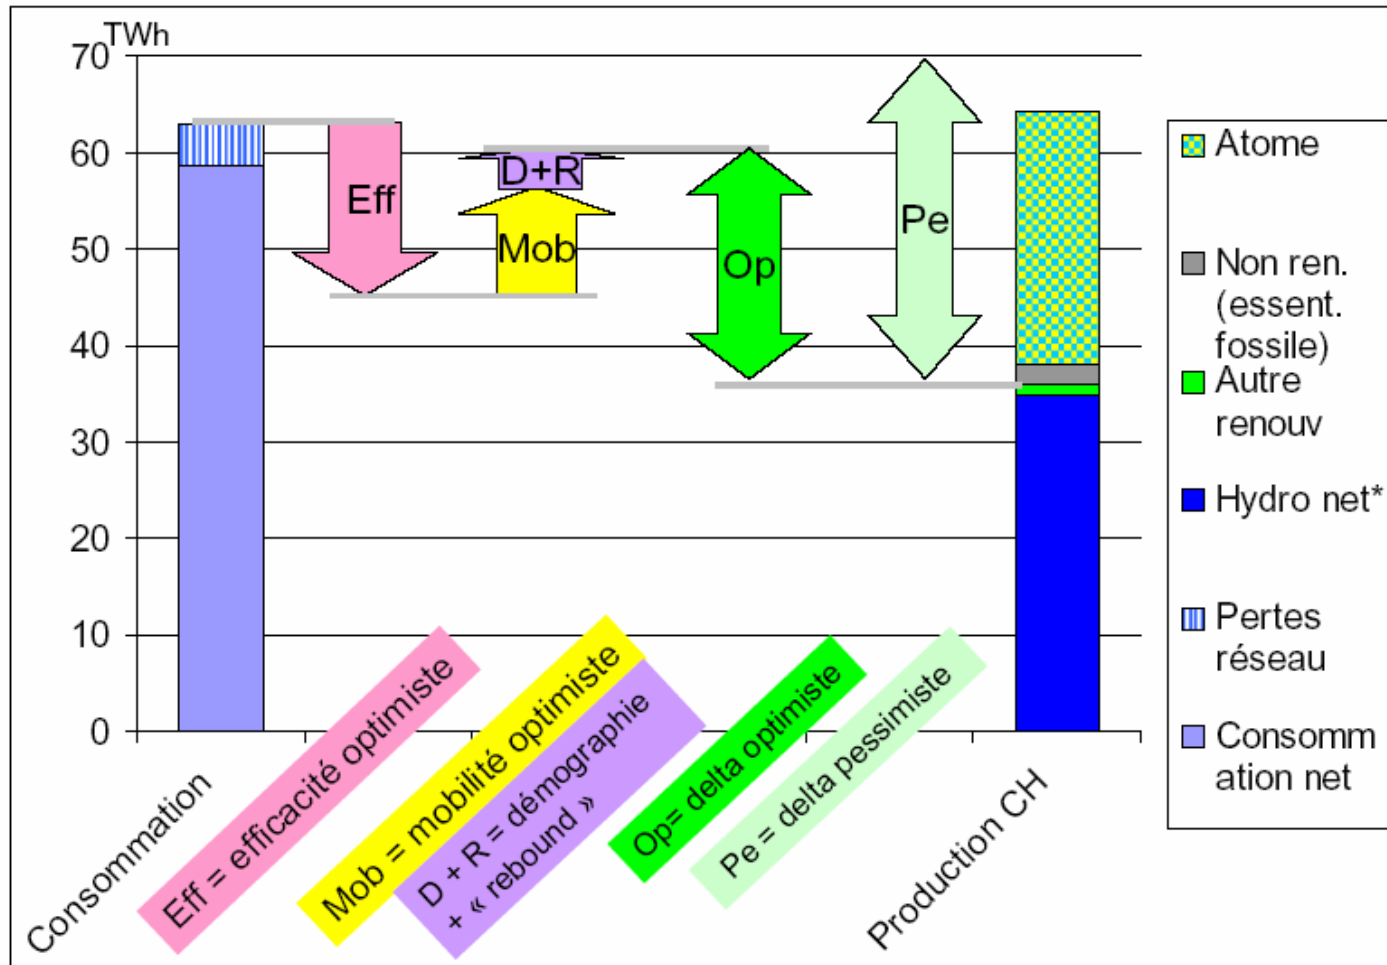 TWh
70
60
50
40
30
20
10
0
Eff
D+R
Mob
Op
Pe
Consommation
Eff = efficacité optimiste
Mob = mobilité optimiste
D + R = démographie
+ « rebound »
Op= delta optimiste
Pe = delta pessimiste
Production CH
Atome
Non ren.
(essent.
fossile)
Autre
renouv
Hydro net*
Pertes
réseau
Consomm
ation net